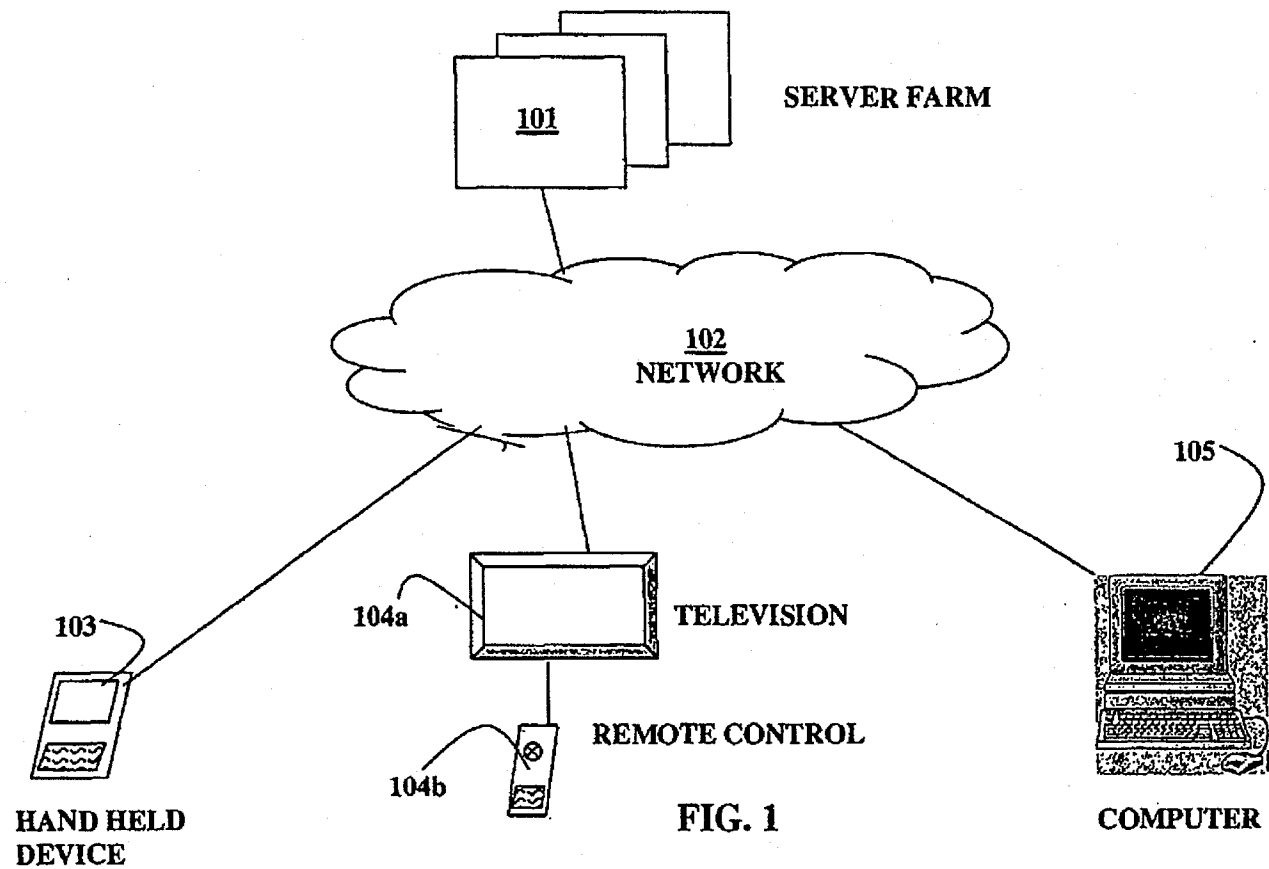 SERVER FARM
101
102
NETWORK
105
104a
TELEVISION
103
REMOTE CONTROL
104b
FIG. 1
COMPUTER
HAND HELD
DEVICE